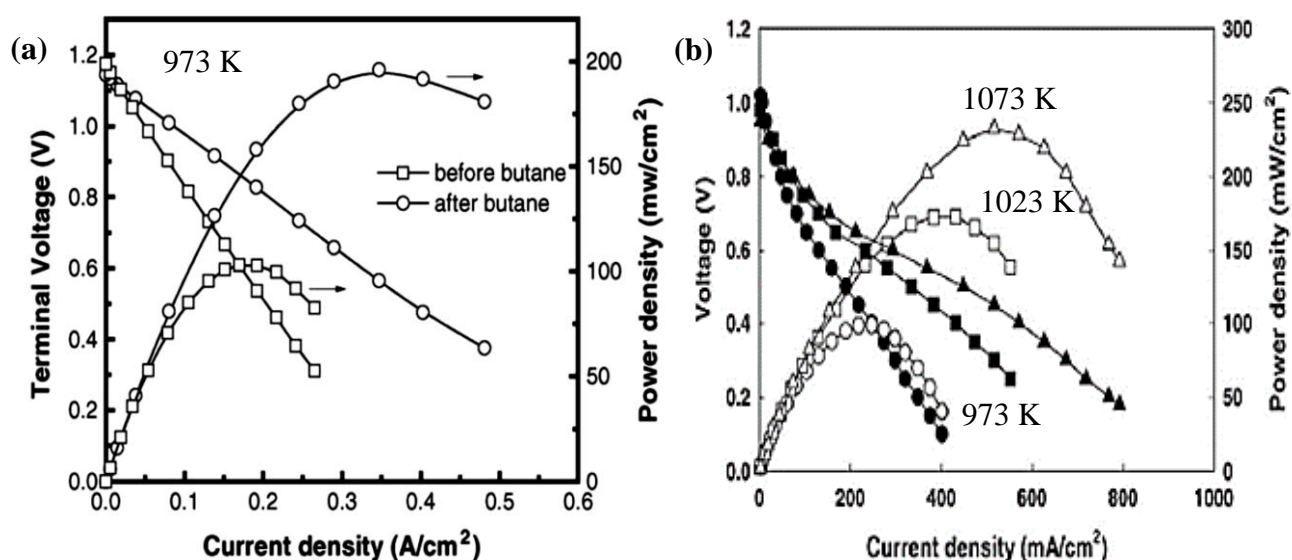 (a)
973 K
1.2
1.0
0.8
0.6
0.4
0.2
0.0
Terminal Voltage (V)
before butane
after butane
200
150
100
50
0
Power density (mw/cm²)
0.0 0.1 0.2 0.3 0.4 0.5 0.6
Current density (A/cm²)
(b)
1073 K
1023 K
973 K
1.2
1.0
0.8
0.6
0.4
0.2
0.0
Voltage (V)
300
250
200
150
100
50
0
Power density (mW/cm²)
0 200 400 600 800 1000
Current density (mA/cm²)